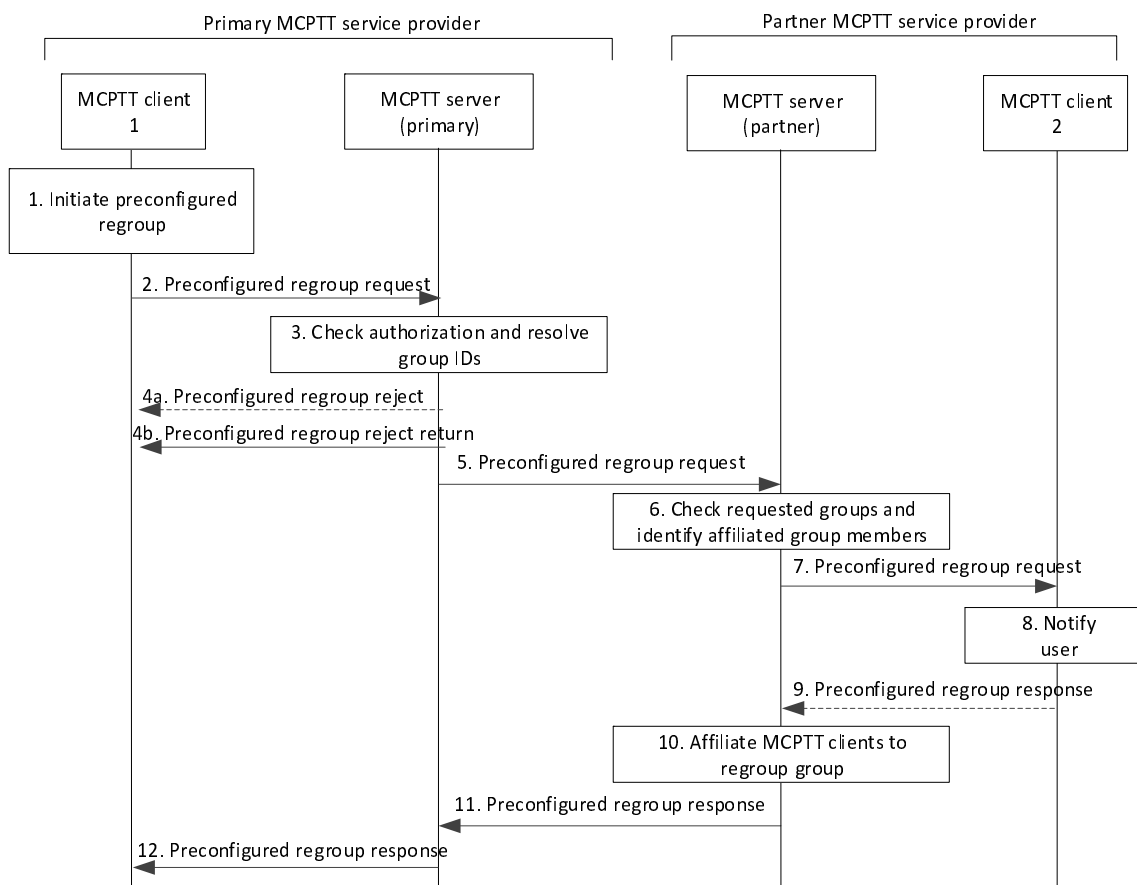 Primary MCPTT service provider
Partner MCPTT service provider
MCPTT client
1
MCPTT server
(primary)
MCPTT server
(partner)
MCPTT client
2
1. Initiate preconfigured
regroup
2. Preconfigured regroup request
3. Check authorization and resolve
group IDs
4a. Preconfigured regroup reject
4b. Preconfigured regroup reject return
5. Preconfigured regroup request
6. Check requested groups and
identify affiliated group members
7. Preconfigured regroup request
8. Notify
user
9. Preconfigured regroup response
10. Affiliate MCPTT clients to
regroup group
11. Preconfigured regroup response
12. Preconfigured regroup response